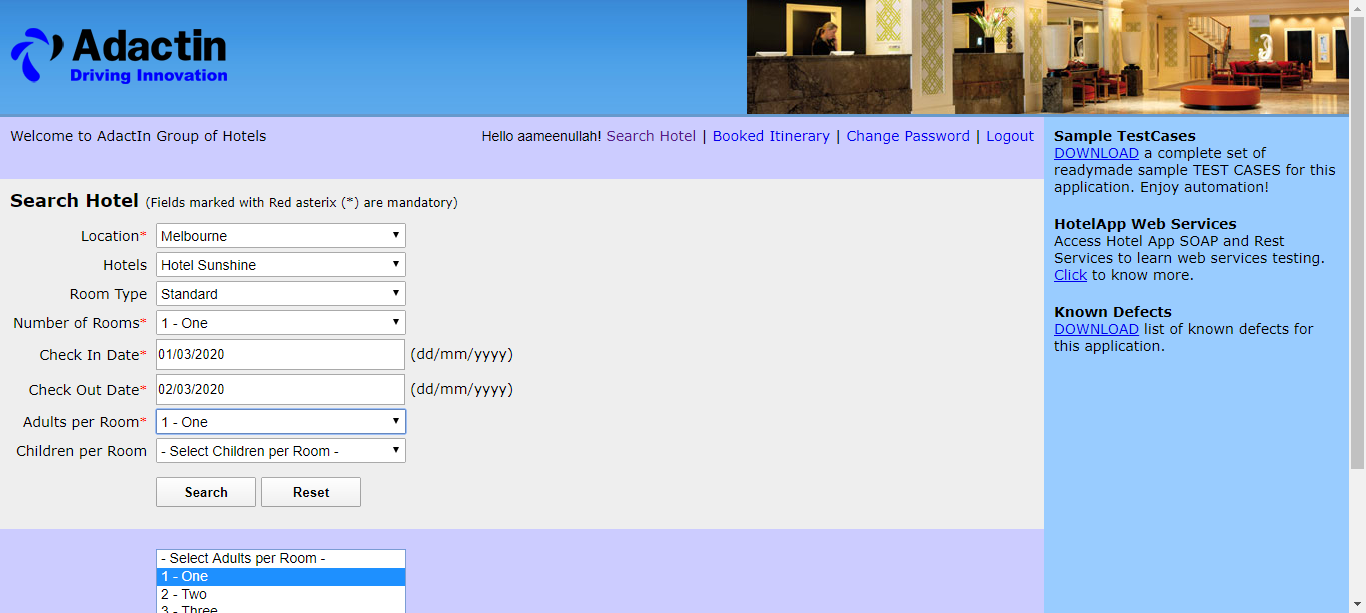 Adactin
Driving Innovation
Welcome to AdactIn Group of Hotels
Hello aameenullah! Search Hotel | Booked Itinerary | Change Password | Logout
Search Hotel (Fields marked with Red asterix (*) are mandatory)
Location* Melbourne
Hotels Hotel Sunshine
Room Type Standard
Number of Rooms* 1 - One
Check In Date* 01/03/2020 (dd/mm/yyyy)
Check Out Date* 02/03/2020 (dd/mm/yyyy)
Adults per Room* 1 - One
Children per Room - Select Children per Room -
Search Reset
- Select Adults per Room -
1 - One
2 - Two
3 - Three
Sample TestCases
DOWNLOAD a complete set of
readymade sample TEST CASES for this
application. Enjoy automation!
HotelApp Web Services
Access Hotel App SOAP and Rest
Services to learn web services testing.
Click to know more.
Known Defects
DOWNLOAD list of known defects for
this application.